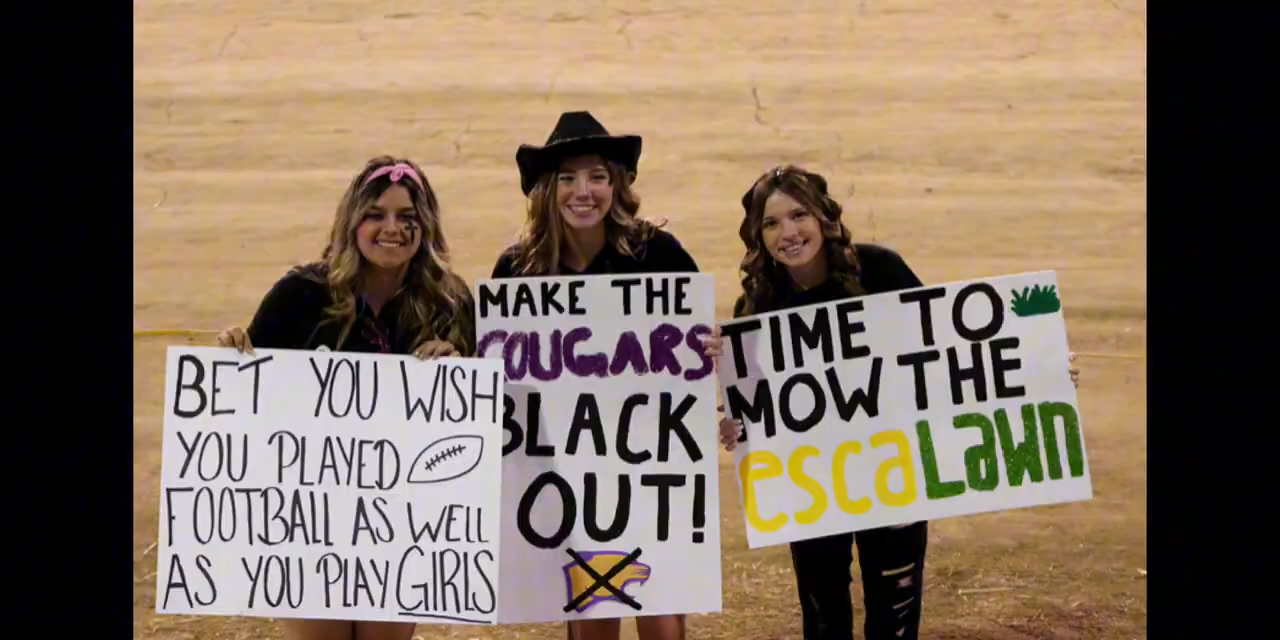 BET YOU WISH
YOU PLAYED
FOOTBALL AS WELL
AS YOU PLAY GIRLS
MAKE THE
COUGARS
BLACK
OUT!
TIME TO
MOW THE
escaLawn